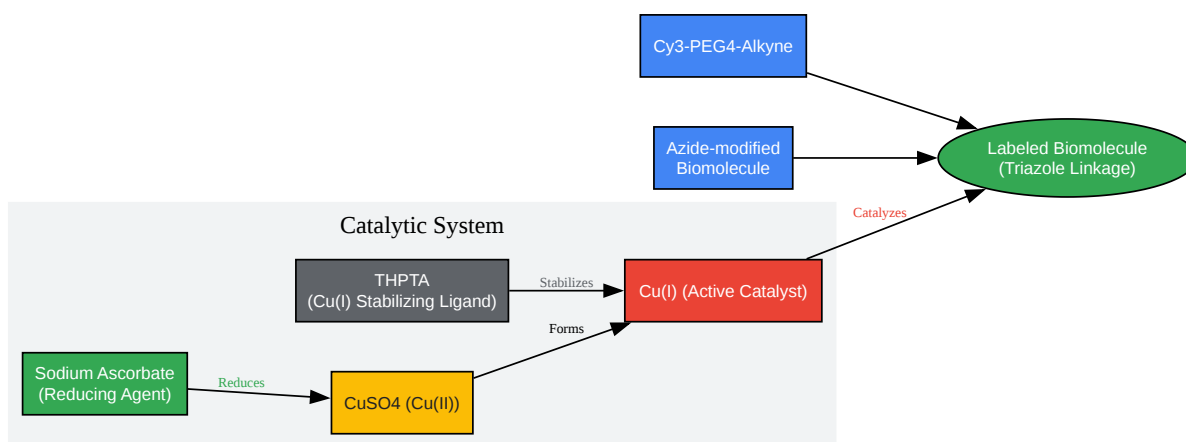 Cy3-PEG4-Alkyne
Azide-modified
Biomolecule
Labeled Biomolecule
(Triazole Linkage)
Catalyzes
Catalytic System
THPTA
(Cu(I) Stabilizing Ligand)
Stabilizes
Cu(I) (Active Catalyst)
Forms
Sodium Ascorbate
(Reducing Agent)
Reduces
CuSO4 (Cu(II))